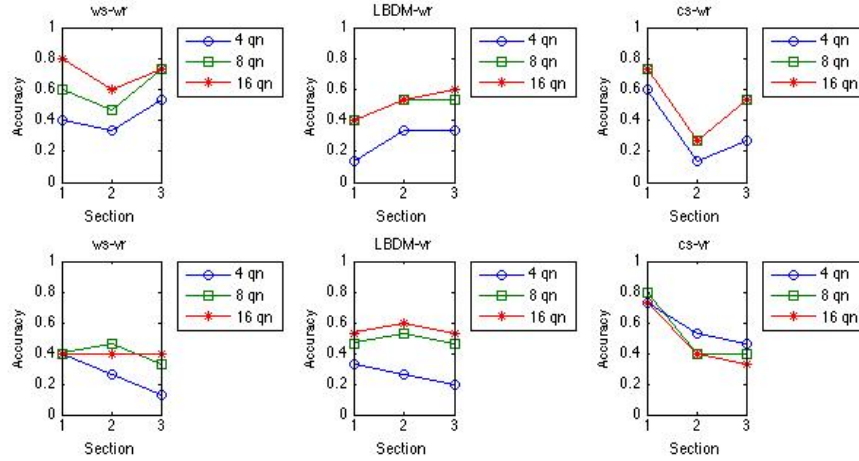 ws-wr
LBDM-wr
cs-wr
Accuracy
1
0.8
0.6
0.4
0.2
0
1 2 3
Section
4 qn
8 qn
16 qn
Accuracy
1
0.8
0.6
0.4
0.2
0
1 2 3
Section
4 qn
8 qn
16 qn
Accuracy
1
0.8
0.6
0.4
0.2
0
1 2 3
Section
4 qn
8 qn
16 qn
ws-vr
LBDM-vr
cs-vr
Accuracy
1
0.8
0.6
0.4
0.2
0
1 2 3
Section
4 qn
8 qn
16 qn
Accuracy
1
0.8
0.6
0.4
0.2
0
1 2 3
Section
4 qn
8 qn
16 qn
Accuracy
1
0.8
0.6
0.4
0.2
0
1 2 3
Section
4 qn
8 qn
16 qn